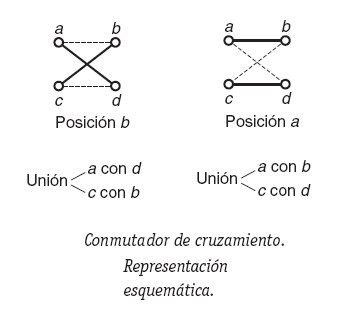 a b a b
c d c d
Posición b Posición a
Unión a con d Unión a con b
c con b c con d
Conmutador de cruzamiento.
Representación
esquemática.